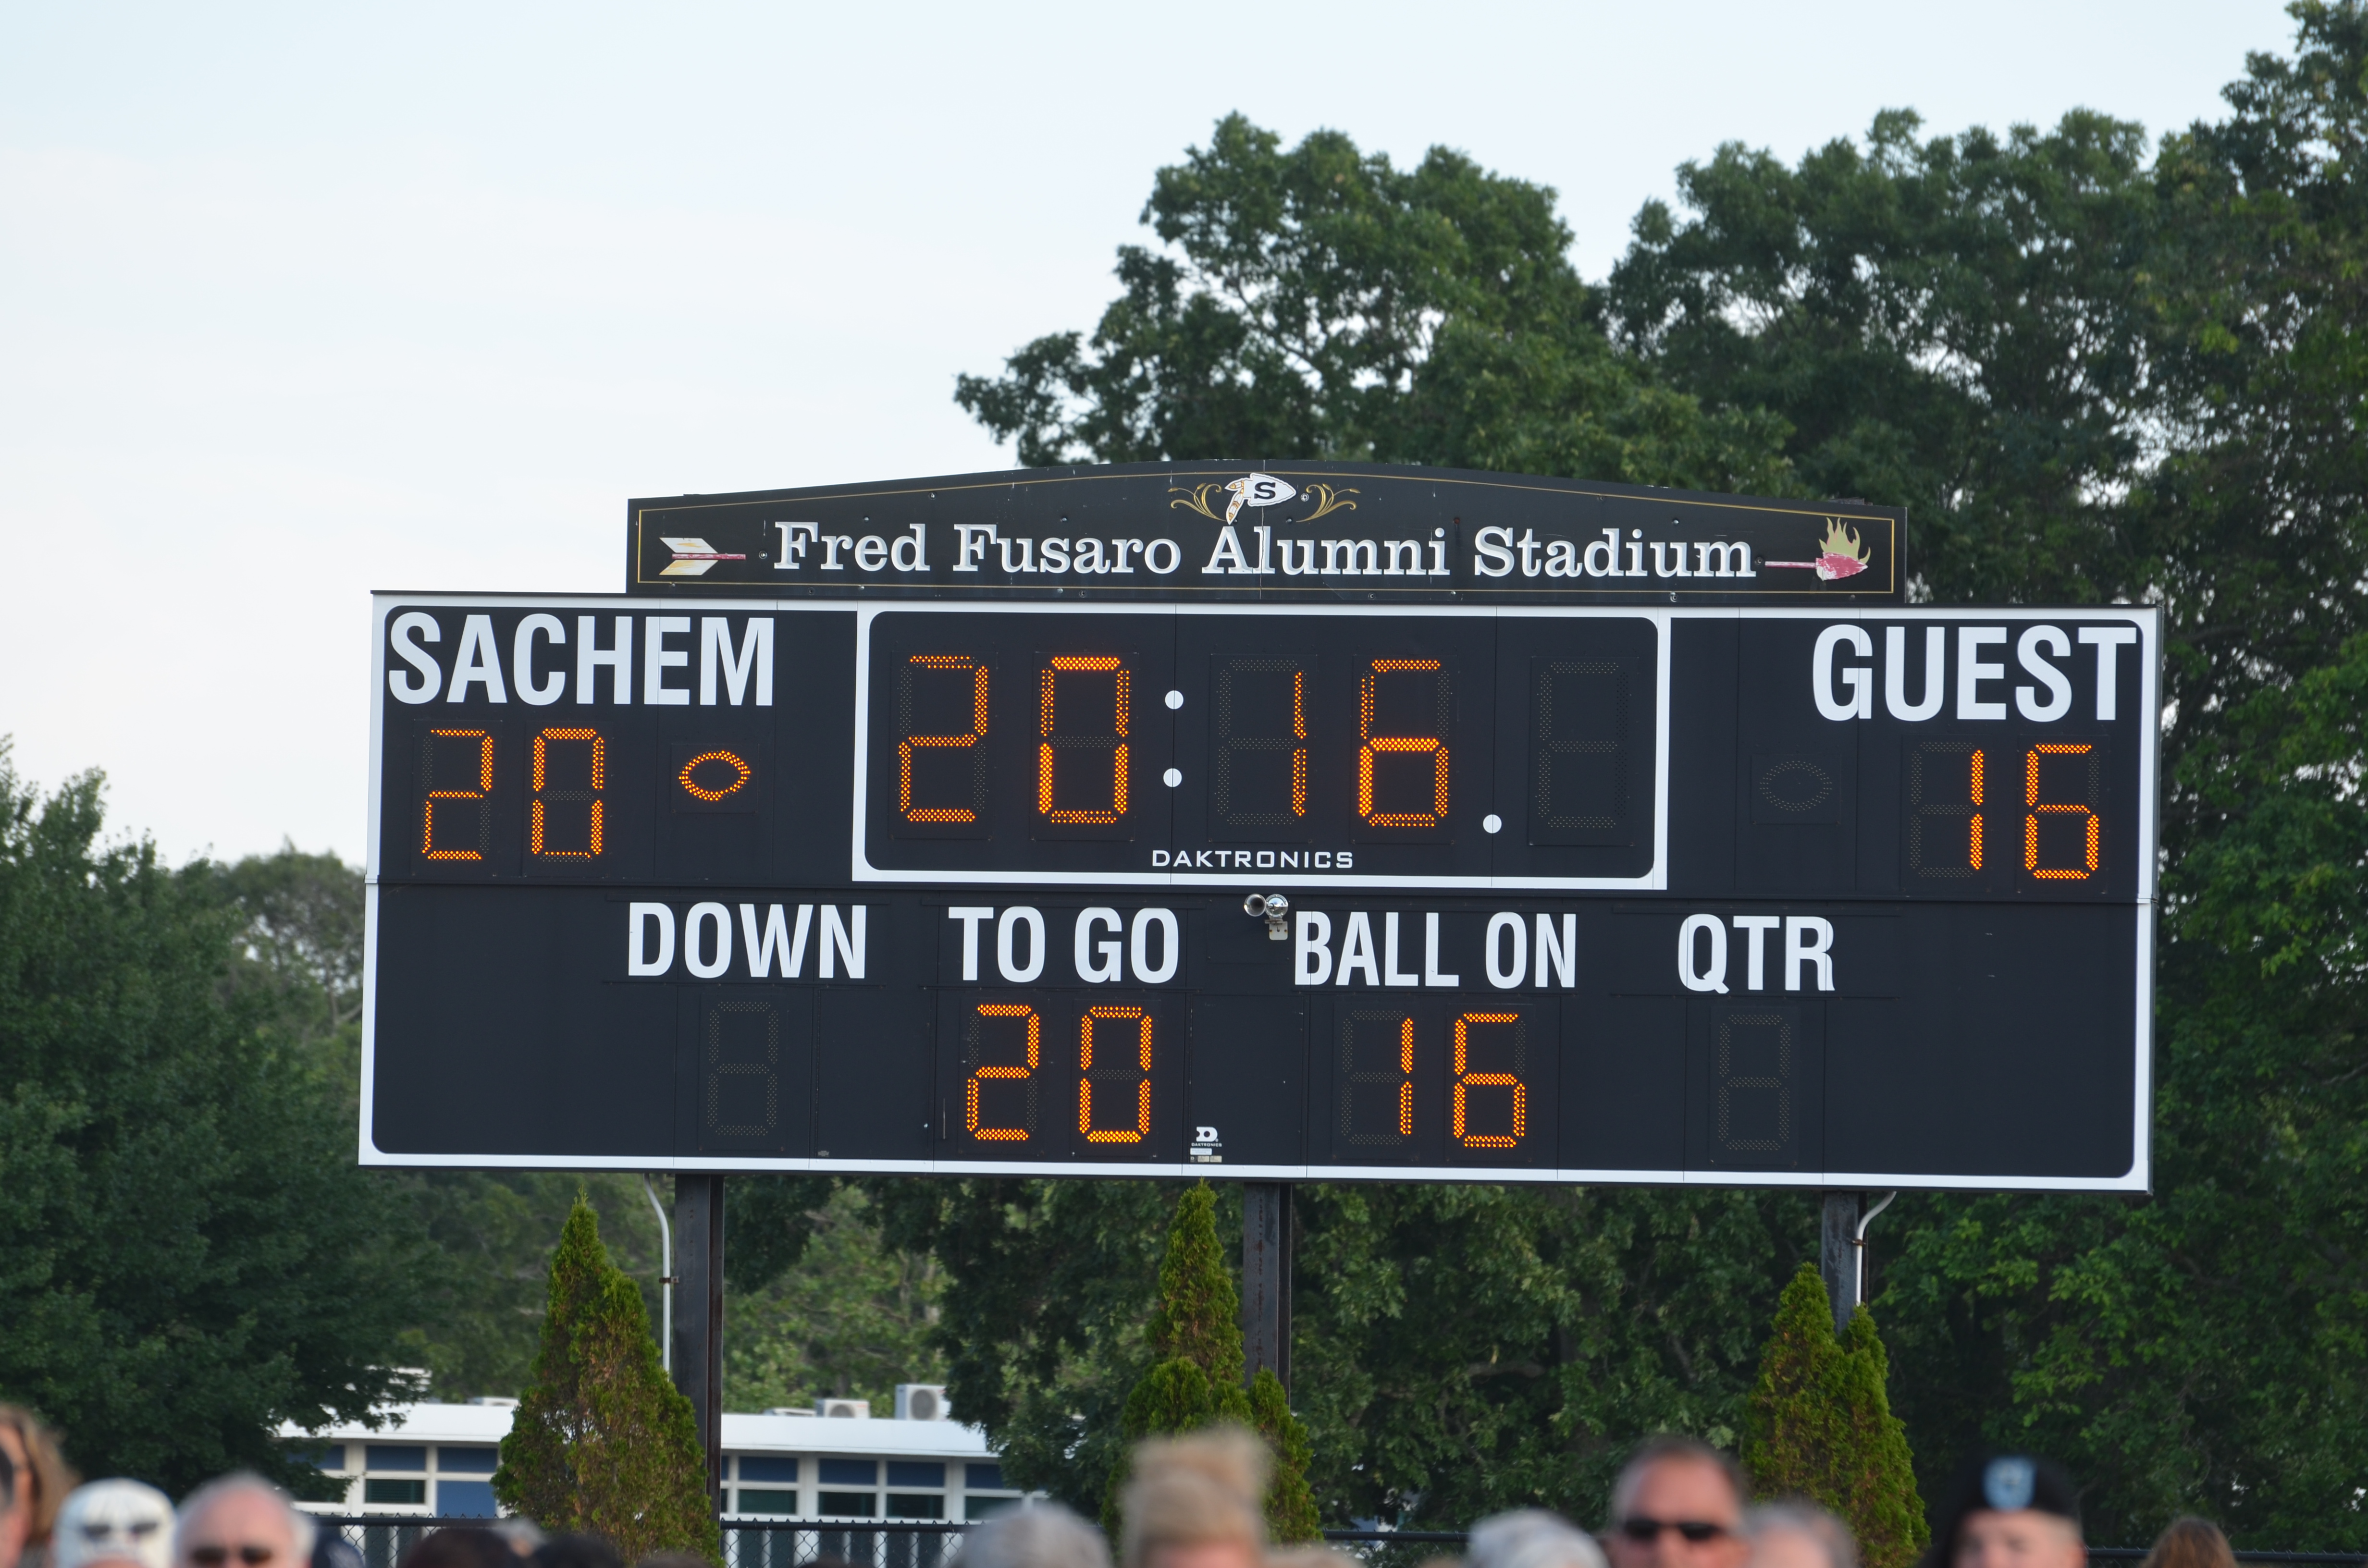 S
Fred Fusaro Alumni Stadium
SACHEM 20:16 GUEST
20 16
DAKTRONICS
DOWN TO GO BALL ON QTR
20 16
D
DAKTRONICS